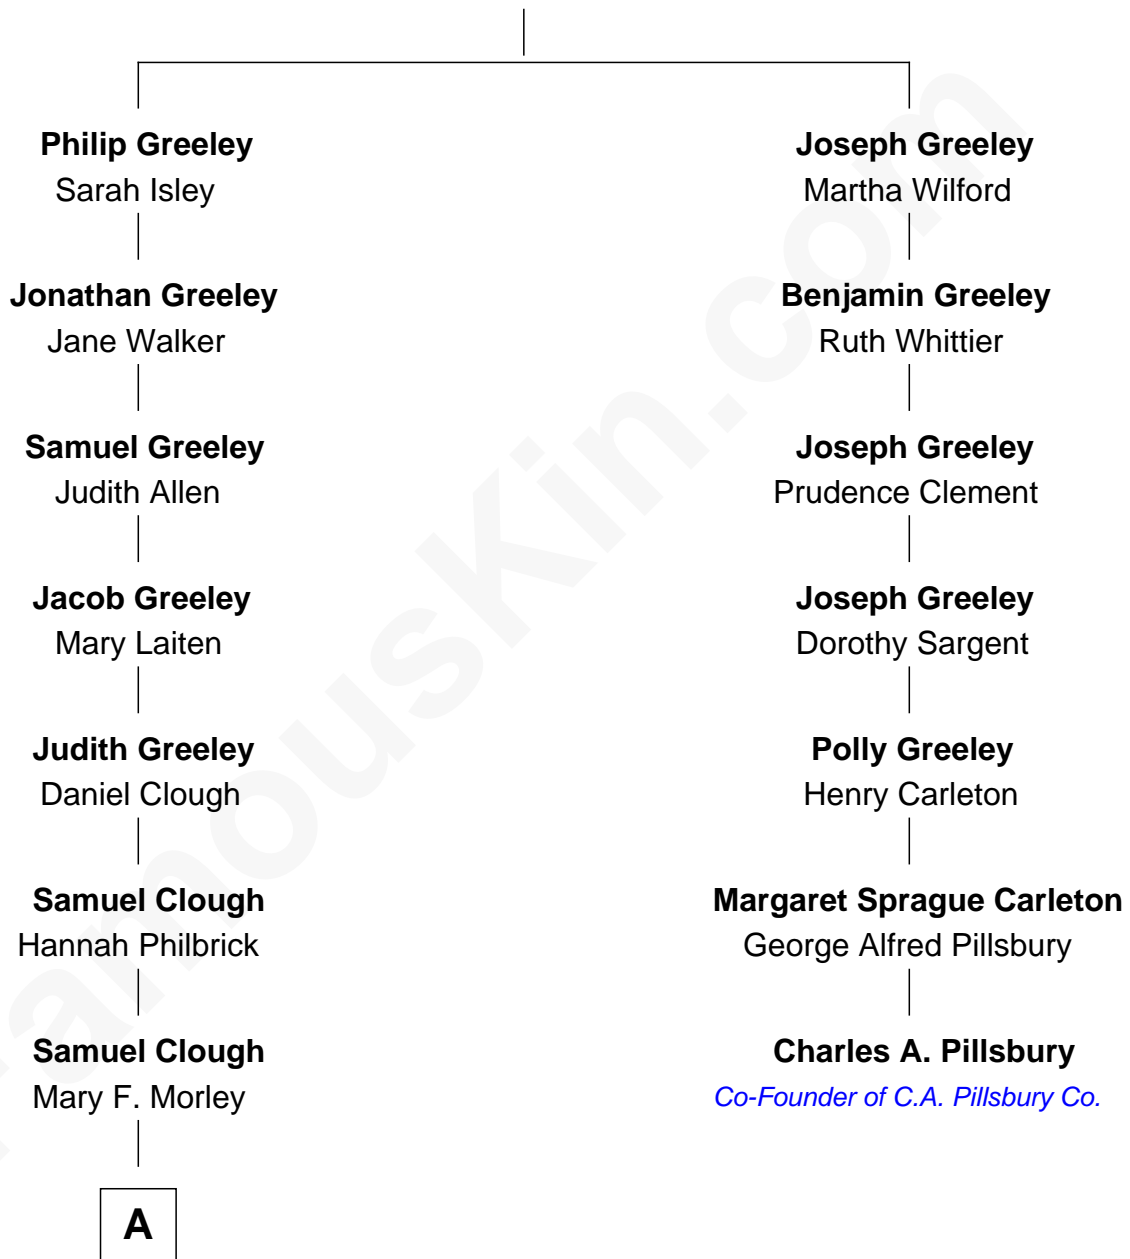 Philip Greeley
Sarah Isley
Jonathan Greeley
Jane Walker
Samuel Greeley
Judith Allen
Jacob Greeley
Mary Laiten
Judith Greeley
Daniel Clough
Samuel Clough
Hannah Philbrick
Samuel Clough
Mary F. Morley
A
Joseph Greeley
Martha Wilford
Benjamin Greeley
Ruth Whittier
Joseph Greeley
Prudence Clement
Joseph Greeley
Dorothy Sargent
Polly Greeley
Henry Carleton
Margaret Sprague Carleton
George Alfred Pillsbury
Charles A. Pillsbury
Co-Founder of C.A. Pillsbury Co.
FamousKin.com